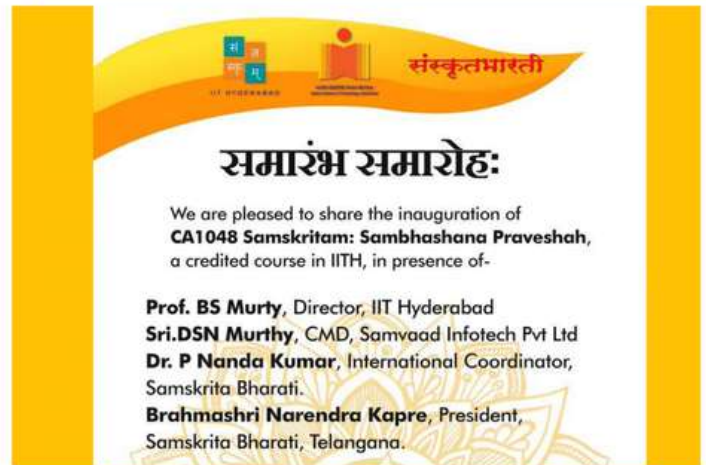 सं
IIT HYDERABAD
संस्कृतभारती
समारंभ समारोहः
We are pleased to share the inauguration of
CA1048 Samskritam: Sambhashana Praveshah,
a credited course in IITH, in presence of-
Prof. BS Murty, Director, IIT Hyderabad
Sri.DSN Murthy, CMD, Samvaad Infotech Pvt Ltd
Dr. P Nanda Kumar, International Coordinator,
Samskrita Bharati.
Brahmashri Narendra Kapre, President,
Samskrita Bharati, Telangana.